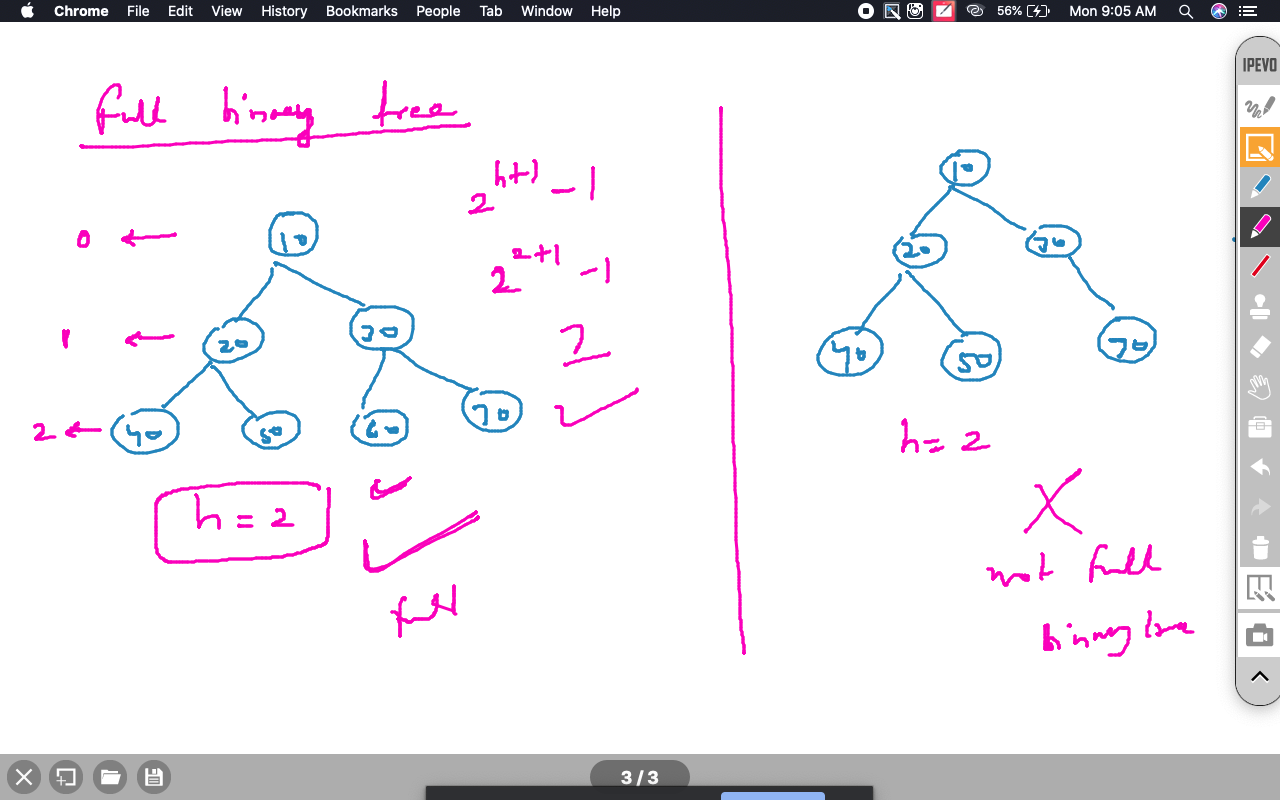 Chrome File Edit View History Bookmarks People Tab Window Help 56% Mon 9:05 AM
IPEVO
Full binary tree
2^{h+1} - 1
2^{2+1} - 1
7
0 ← 10
1 ← 20 30
2 ← 40 50 60 70
h = 2
full
10
20 30
40 50 70
h = 2
X
not full
binary tree
3 / 3